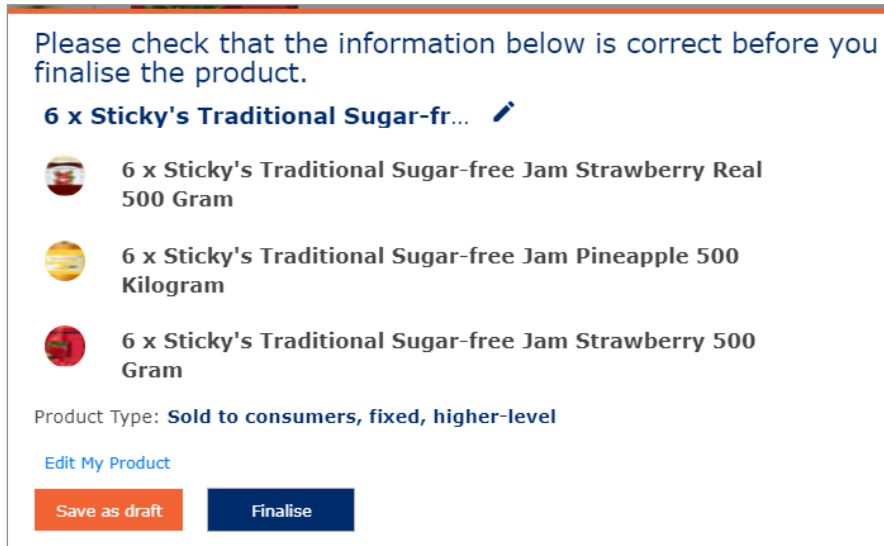 Please check that the information below is correct before you
finalise the product.
6 x Sticky's Traditional Sugar-fr...
6 x Sticky's Traditional Sugar-free Jam Strawberry Real
500 Gram
6 x Sticky's Traditional Sugar-free Jam Pineapple 500
Kilogram
6 x Sticky's Traditional Sugar-free Jam Strawberry 500
Gram
Product Type: Sold to consumers, fixed, higher-level
Edit My Product
Save as draft
Finalise